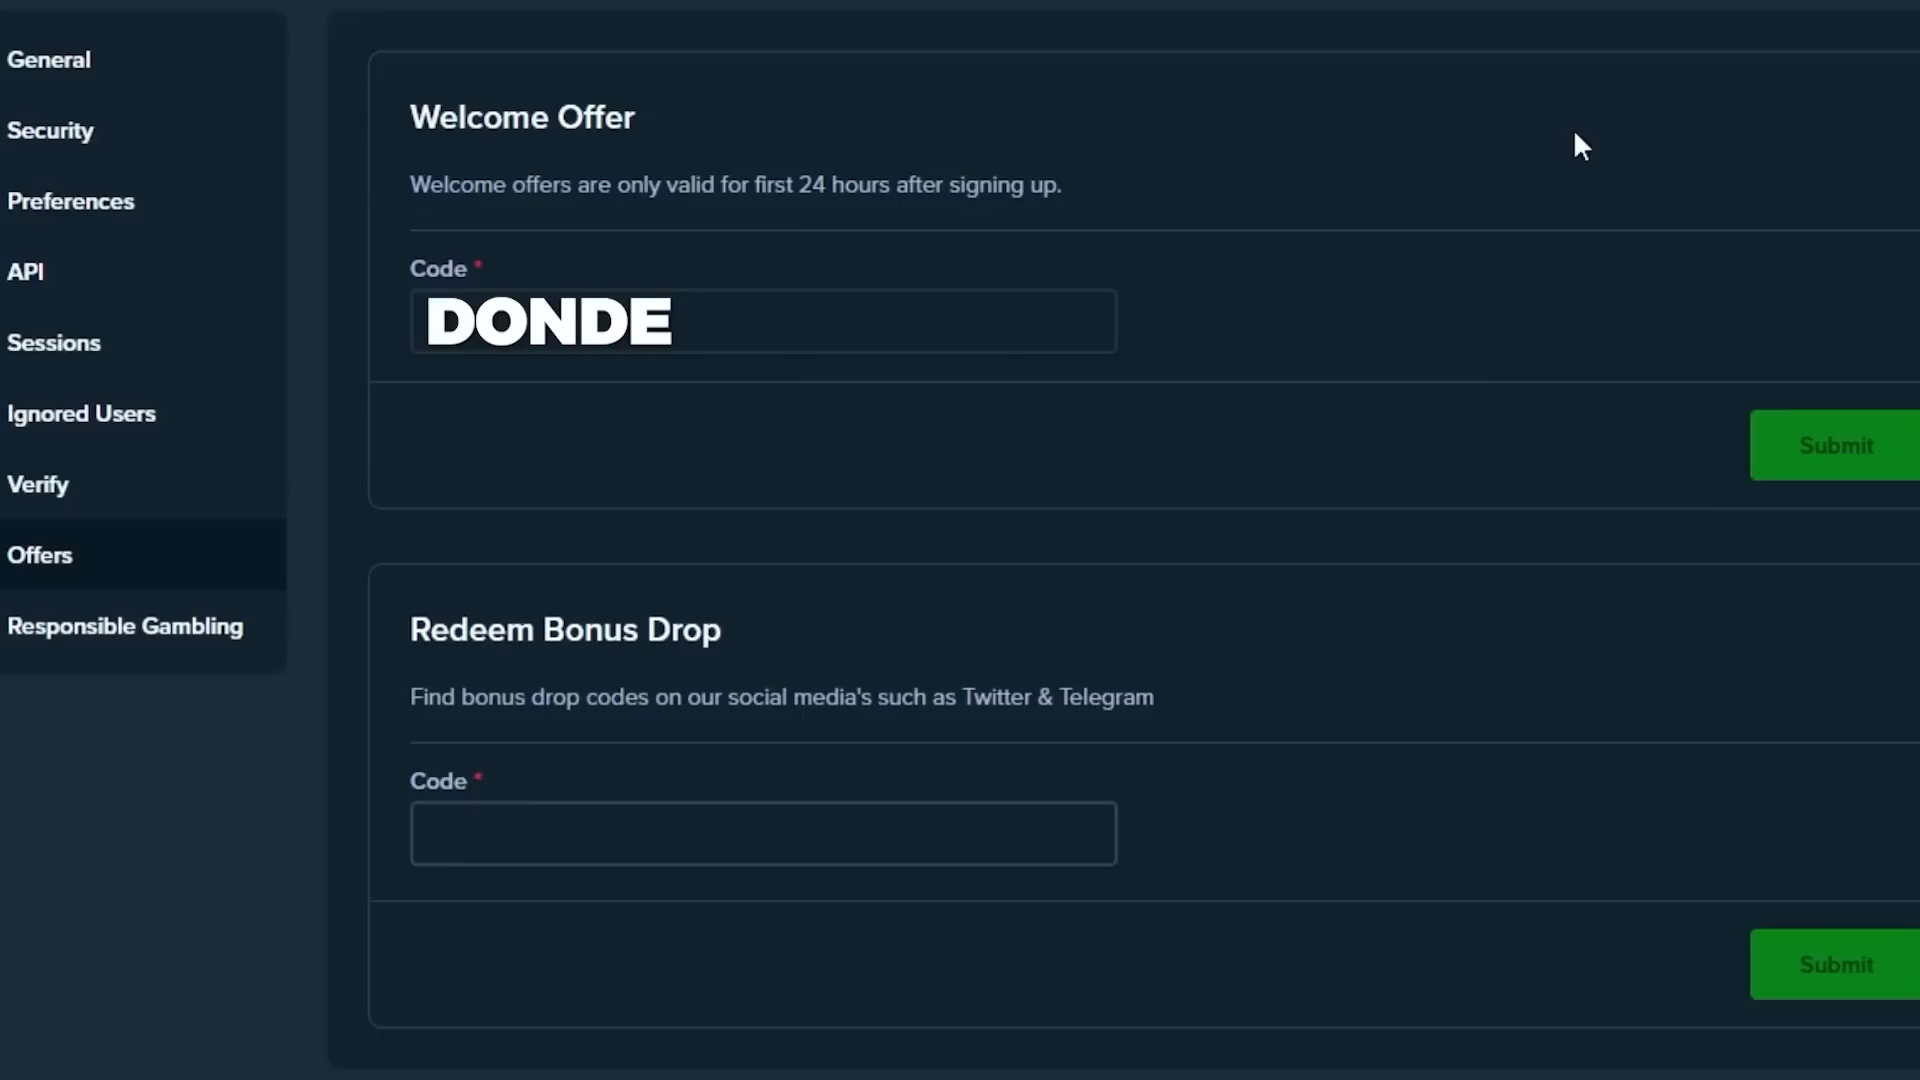 General
Security
Preferences
API
Sessions
Ignored Users
Verify
Offers
Responsible Gambling
Welcome Offer
Welcome offers are only valid for first 24 hours after signing up.
Code *
DONDE
Submit
Redeem Bonus Drop
Find bonus drop codes on our social media's such as Twitter & Telegram
Code *
Submit